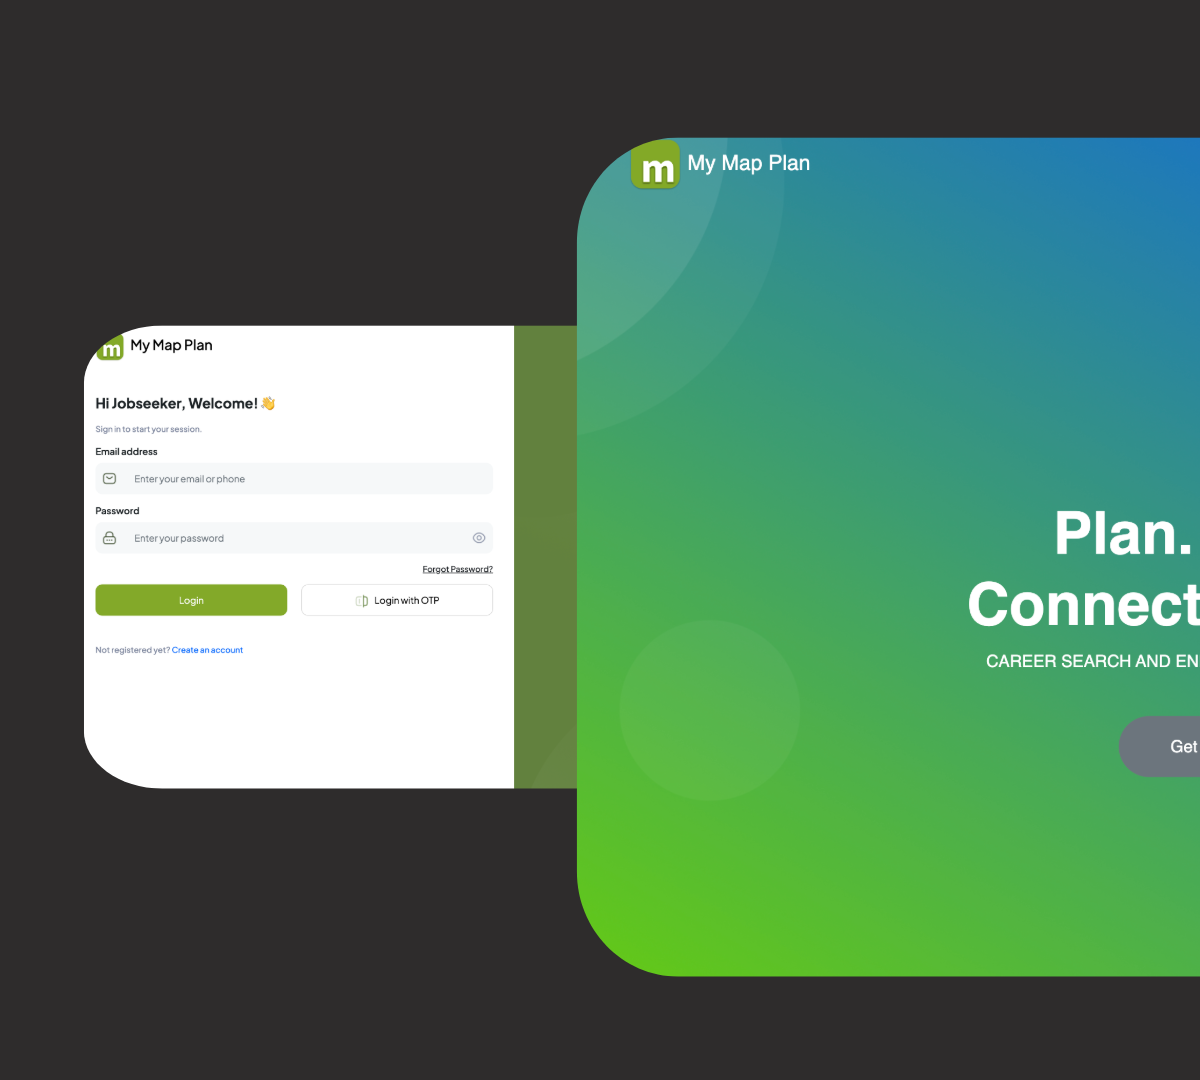 m My Map Plan
Hi Jobseeker, Welcome! 👋
Sign in to start your session.
Email address
Enter your email or phone
Password
Enter your password
Forgot Password?
Login
Login with OTP
Not registered yet? Create an account
m My Map Plan
Plan.
Connect
CAREER SEARCH AND EN
Get